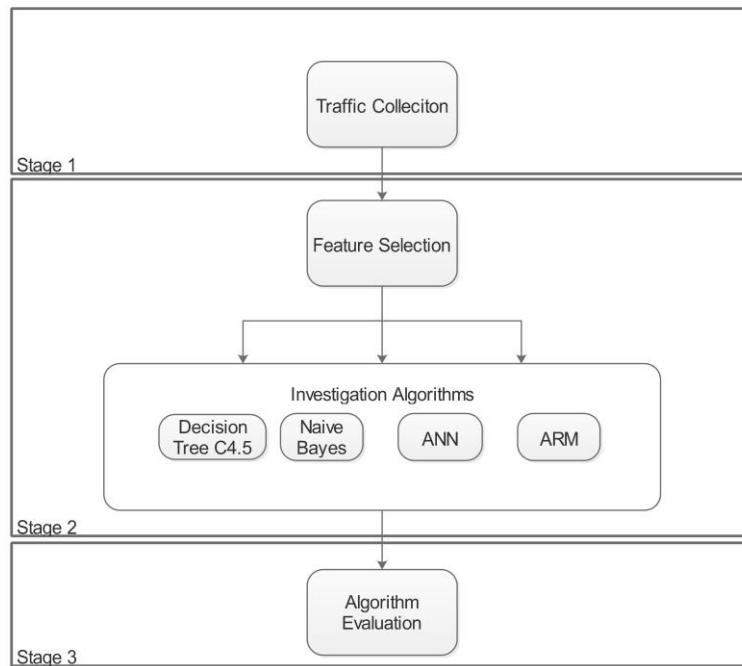 Traffic Colleciton
Stage 1
Feature Selection
Investigation Algorithms
Decision
Tree C4.5
Naive
Bayes
ANN
ARM
Stage 2
Algorithm
Evaluation
Stage 3